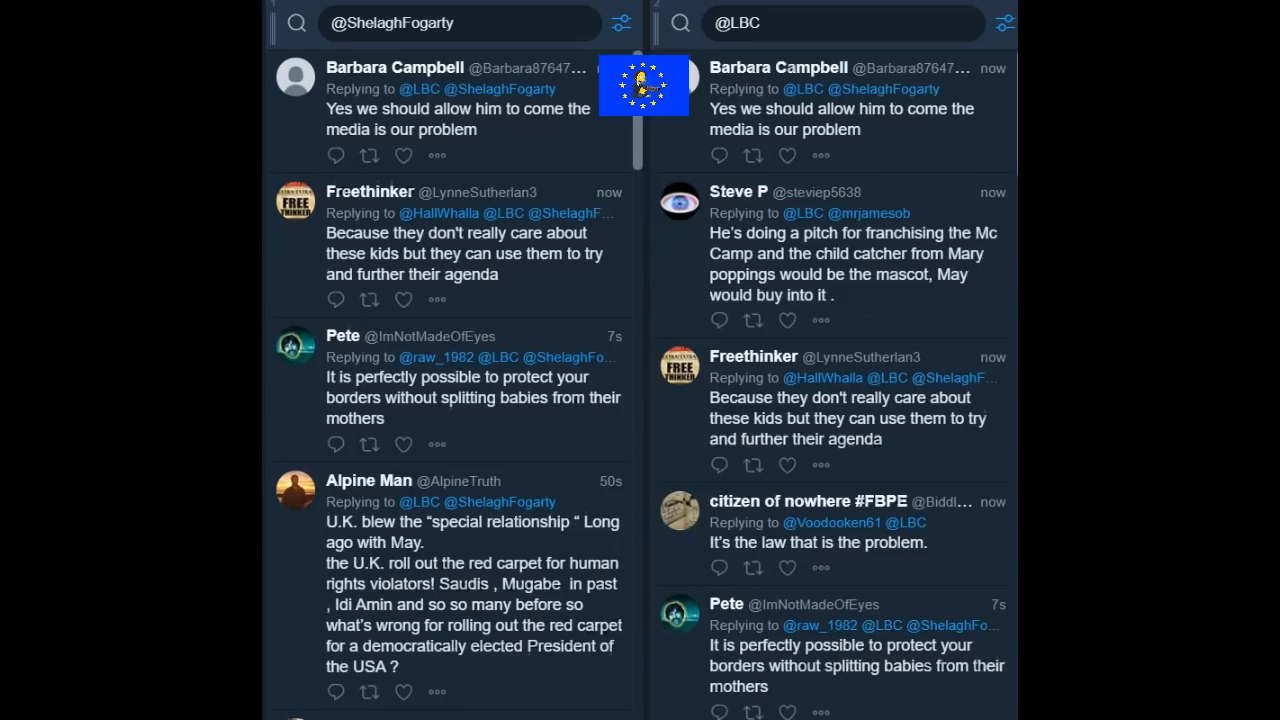 1
@ShelaghFogarty
Barbara Campbell @Barbara87647...
Replying to @LBC @ShelaghFogarty
Yes we should allow him to come the
media is our problem
Freethinker @LynneSutherlan3 now
Replying to @HallWhalla @LBC @ShelaghF...
Because they don't really care about
these kids but they can use them to try
and further their agenda
Pete @ImNotMadeOfEyes 7s
Replying to @raw_1982 @LBC @ShelaghFo...
It is perfectly possible to protect your
borders without splitting babies from their
mothers
Alpine Man @AlpineTruth 50s
Replying to @LBC @ShelaghFogarty
U.K. blew the “special relationship “ Long
ago with May.
the U.K. roll out the red carpet for human
rights violators! Saudis , Mugabe in past
, Idi Amin and so so many before so
what’s wrong for rolling out the red carpet
for a democratically elected President of
the USA ?
2
@LBC
Barbara Campbell @Barbara87647... now
Replying to @LBC @ShelaghFogarty
Yes we should allow him to come the
media is our problem
Steve P @steviep5638 now
Replying to @LBC @mrjamesob
He’s doing a pitch for franchising the Mc
Camp and the child catcher from Mary
poppings would be the mascot, May
would buy into it .
Freethinker @LynneSutherlan3 now
Replying to @HallWhalla @LBC @ShelaghF...
Because they don't really care about
these kids but they can use them to try
and further their agenda
citizen of nowhere #FBPE @Biddl... now
Replying to @Voodooken61 @LBC
It’s the law that is the problem.
Pete @ImNotMadeOfEyes 7s
Replying to @raw_1982 @LBC @ShelaghFo...
It is perfectly possible to protect your
borders without splitting babies from their
mothers
FREE
THINKER
FREE
THINKER